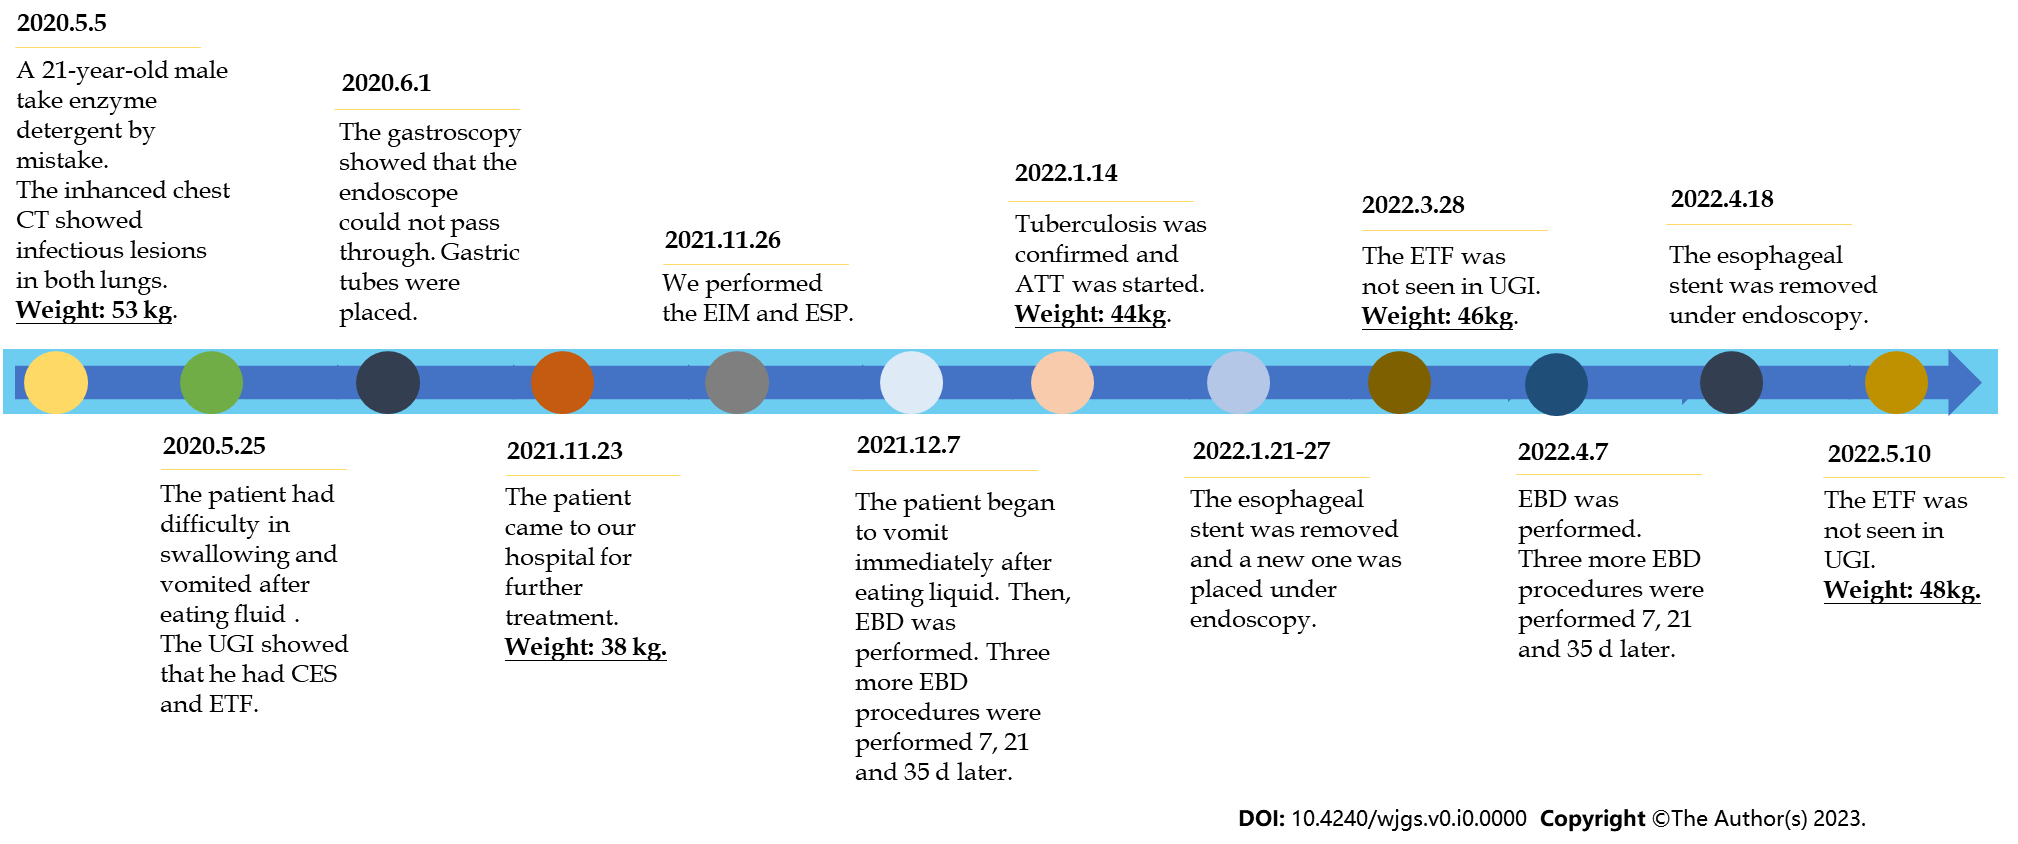 2020.5.5
A 21-year-old male
take enzyme
detergent by
mistake.
The inhanced chest
CT showed
infectious lesions
in both lungs.
Weight: 53 kg.
2020.5.25
The patient had
difficulty in
swallowing and
vomited after
eating fluid .
The UGI showed
that he had CES
and ETF.
2020.6.1
The gastroscopy
showed that the
endoscope
could not pass
through. Gastric
tubes were
placed.
2021.11.23
The patient
came to our
hospital for
further
treatment.
Weight: 38 kg.
2021.11.26
We performed
the EIM and ESP.
2021.12.7
The patient began
to vomit
immediately after
eating liquid. Then,
EBD was
performed. Three
more EBD
procedures were
performed 7, 21
and 35 d later.
2022.1.14
Tuberculosis was
confirmed and
ATT was started.
Weight: 44kg.
2022.1.21-27
The esophageal
stent was removed
and a new one was
placed under
endoscopy.
2022.3.28
The ETF was
not seen in UGI.
Weight: 46kg.
2022.4.7
EBD was
performed.
Three more EBD
procedures were
performed 7, 21
and 35 d later.
2022.4.18
The esophageal
stent was removed
under endoscopy.
2022.5.10
The ETF was
not seen in
UGI.
Weight: 48kg.
DOI: 10.4240/wjgs.v0.i0.0000 Copyright ©The Author(s) 2023.